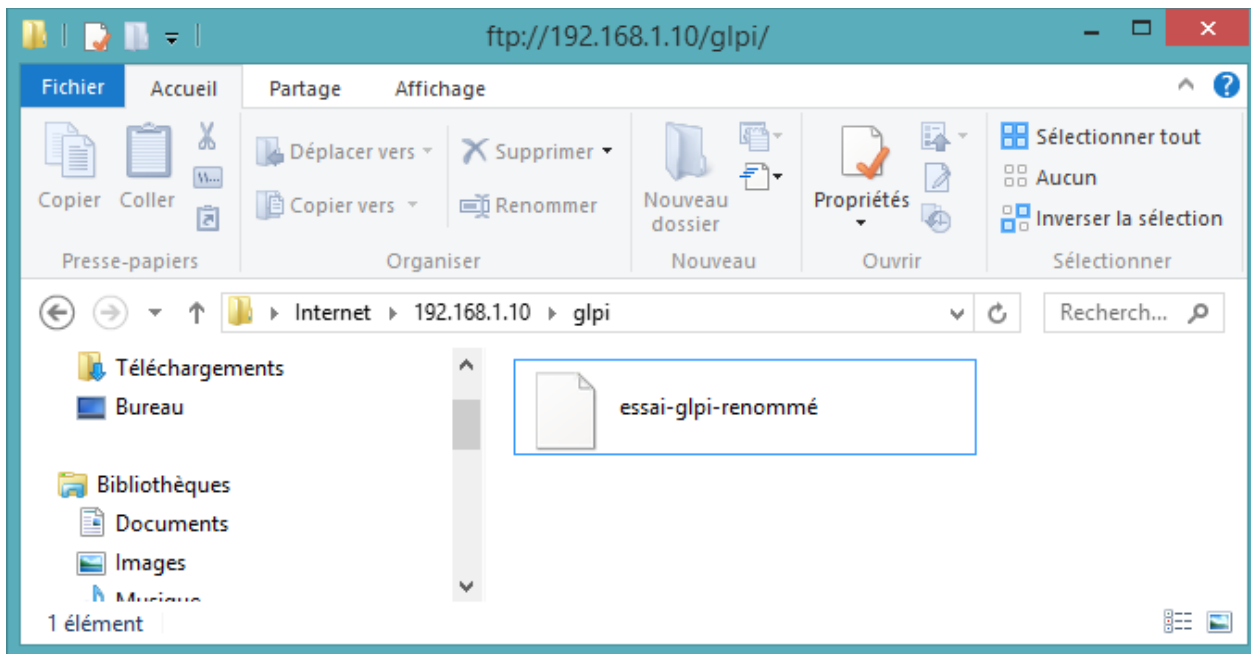 ftp://192.168.1.10/glpi/
Fichier Accueil Partage Affichage
Copier Coller Déplacer vers Supprimer Nouveau dossier Propriétés Sélectionner tout
Copier vers Renommer Aucun
Inverser la sélection
Presse-papiers Organiser Nouveau Ouvrir Sélectionner
Internet 192.168.1.10 glpi Recherch...
Téléchargements
essai-glpi-renommé
Bureau
Bibliothèques
Documents
Images
Musique
1 élément